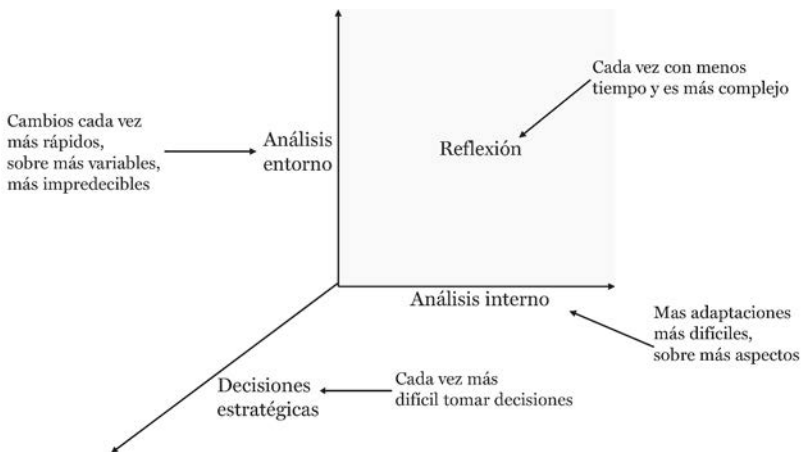 Cada vez con menos
tiempo y es más complejo
Cambios cada vez
más rápidos,
sobre más variables,
más impredecibles
Análisis
entorno
Reflexión
Análisis interno
Mas adaptaciones
más difíciles,
sobre más aspectos
Decisiones
estratégicas
Cada vez más
difícil tomar decisiones